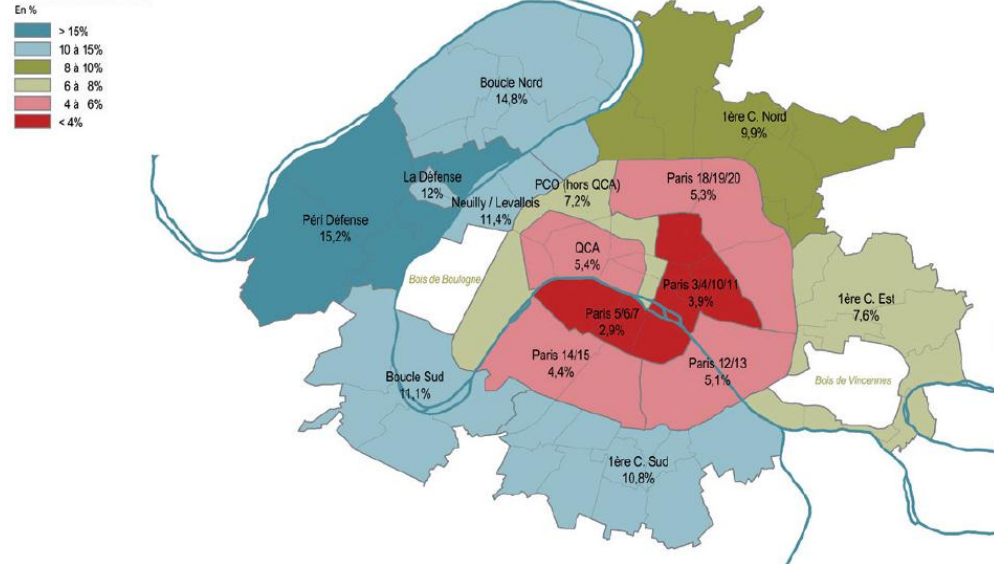 En %
> 15%
10 à 15%
8 à 10%
6 à 8%
4 à 6%
< 4%
Boucle Nord
14,8%
1ère C. Nord
9,9%
La Défense
12%
PCO (hors QCA)
7,2%
Paris 18/19/20
5,3%
Neuilly / Levallois
11,4%
Péri Défense
15,2%
QCA
5,4%
Bois de Boulogne
Paris 3/4/10/11
3,9%
1ère C. Est
7,6%
Paris 5/6/7
2,9%
Paris 14/15
4,4%
Paris 12/13
5,1%
Boucle Sud
11,1%
Bois de Vincennes
1ère C. Sud
10,8%